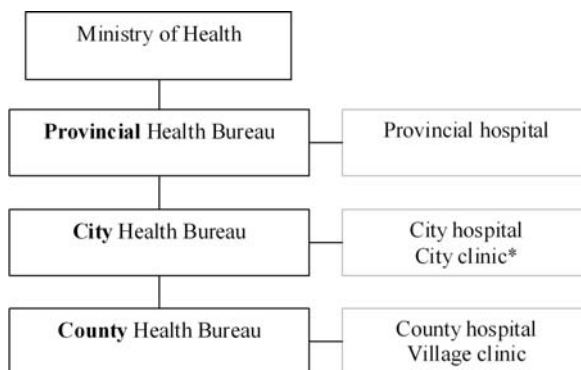 Ministry of Health
Provincial Health Bureau
Provincial hospital
City Health Bureau
City hospital
City clinic*
County Health Bureau
County hospital
Village clinic